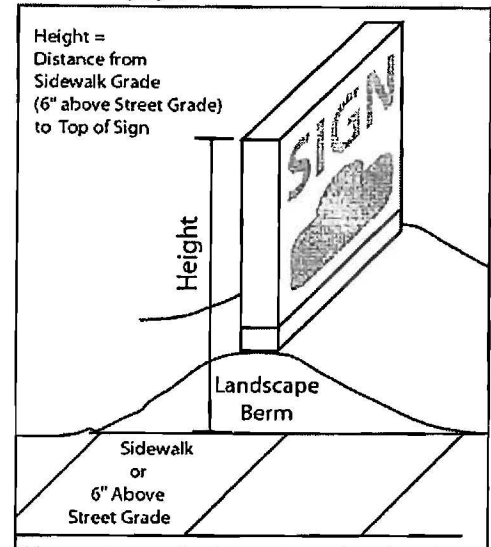 Height =
Distance from
Sidewalk Grade
(6" above Street Grade)
to Top of Sign
SIGN
Height
Landscape
Berm
Sidewalk
or
6" Above
Street Grade